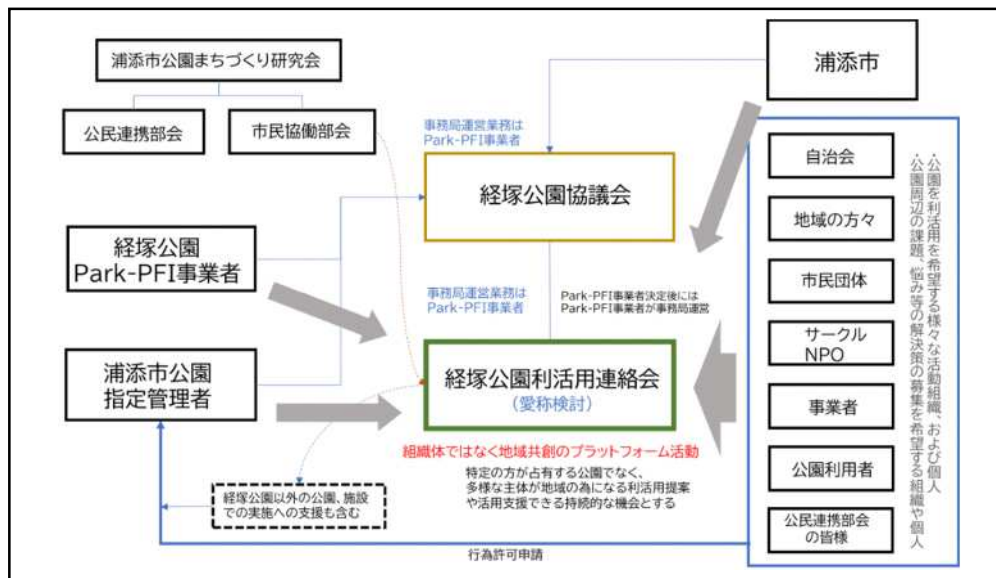 浦添市公園まちづくり研究会
公民連携部会
市民協働部会
浦添市
事務局運営業務は
Park-PFI事業者
経塚公園協議会
経塚公園
Park-PFI事業者
事務局運営業務は
Park-PFI事業者
Park-PFI事業者決定後には
Park-PFI事業者が事務局運営
浦添市公園
指定管理者
経塚公園利活用連絡会
(愛称検討)
組織体ではなく地域共創のプラットフォーム活動
特定の方が占有する公園でなく、
多様な主体が地域の為になる利活用提案
や活用支援できる持続的な機会とする
経塚公園以外の公園、施設
での実施への支援も含む
行為許可申請
自治会
地域の方々
市民団体
サークル
NPO
事業者
公園利用者
公民連携部会
の皆様
・公園を利活用を希望する様々な活動組織、および個人
・公園周辺の課題、悩み等の解決策の募集を希望する組織や個人